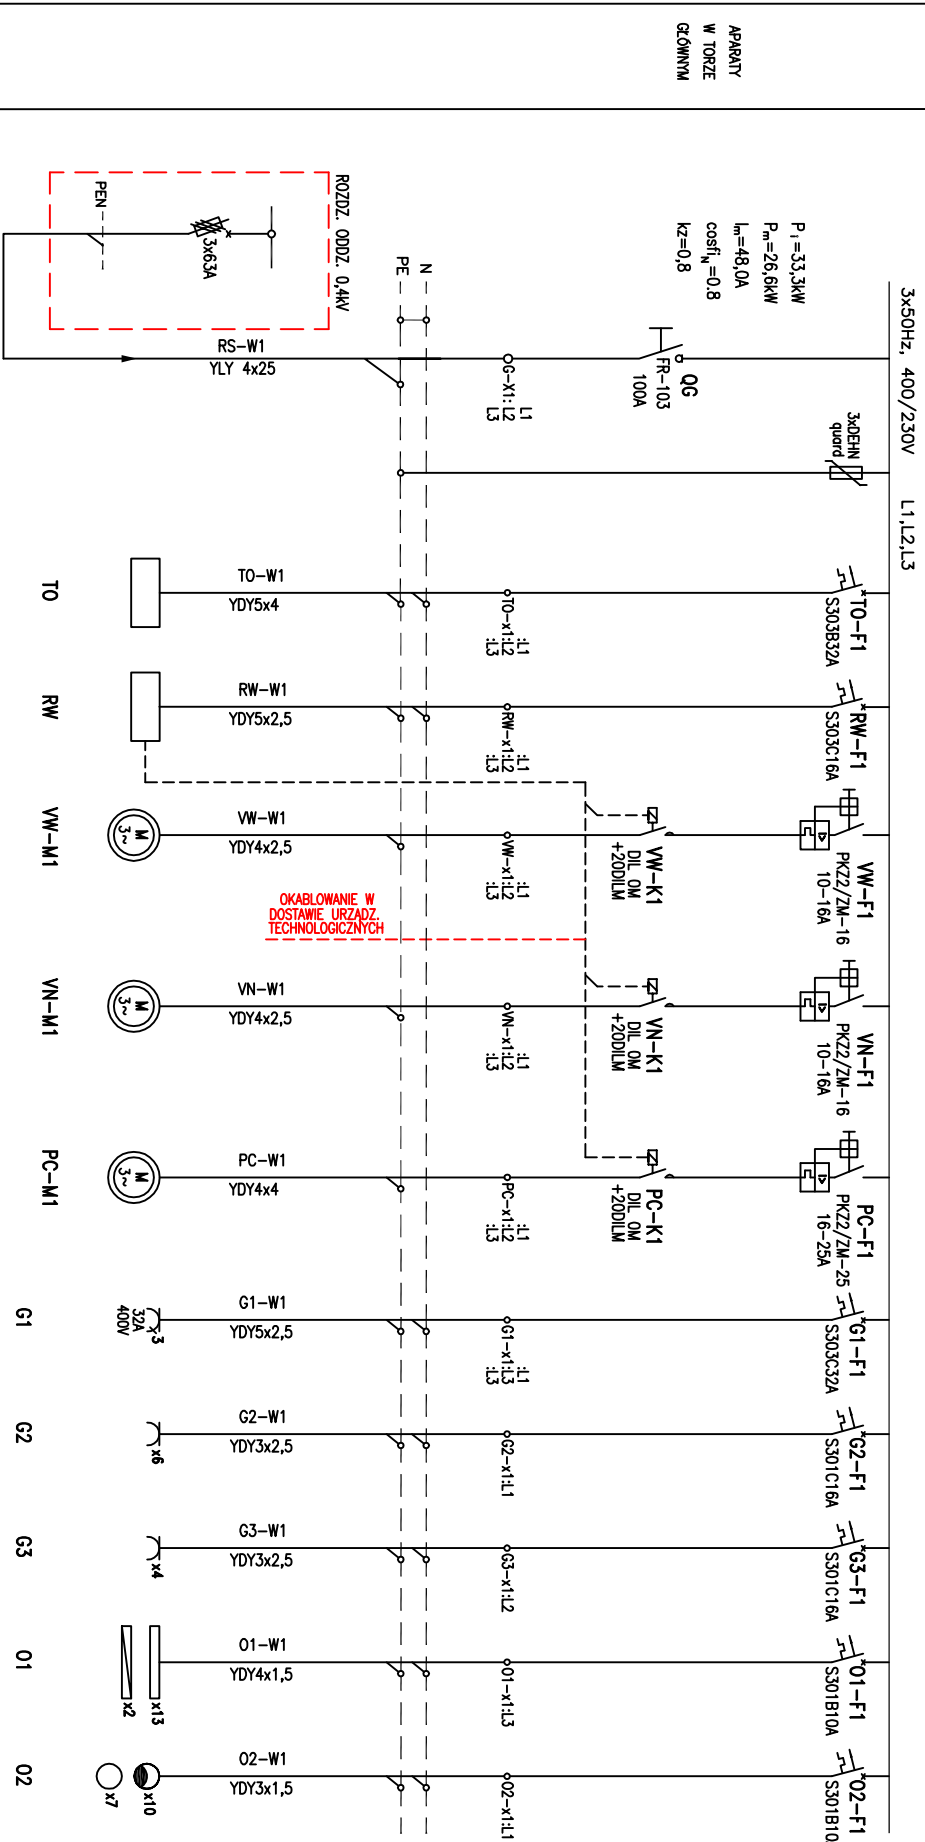 APARATY
W TORZE
GŁÓWNYM
3x50Hz, 400/230V L1,L2,L3
P i =33,3kW
Pm=26,6kW
Im=48,0A
cosfiN=0.8
kz=0,8
ROZDZ. ODDZ. 0,4kV
3x63A
PEN
N
PE
RS-W1
YLY 4x25
QG
FR-103
100A
L1
G-X1: L2
L3
3xDEHN
quard
TO-F1
S303B32A
:L1
TO-x1:L2
:L3
TO-W1
YDY5x4
TO
RW-F1
S303C16A
:L1
RW-x1:L2
:L3
RW-W1
YDY5x2,5
RW
VW-F1
PKZ2/ZM-16
10-16A
VW-K1
DIL OM
+20DILM
:L1
VW-x1:L2
:L3
VW-W1
YDY4x2,5
M
3~
VW-M1
OKABLOWANIE W
DOSTAWIE URZĄDZ.
TECHNOLOGICZNYCH
VN-F1
PKZ2/ZM-16
10-16A
VN-K1
DIL OM
+20DILM
:L1
VN-x1:L2
:L3
VN-W1
YDY4x2,5
M
3~
VN-M1
PC-F1
PKZ2/ZM-25
16-25A
PC-K1
DIL OM
+20DILM
:L1
PC-x1:L2
:L3
PC-W1
YDY4x4
M
3~
PC-M1
G1-F1
S303C32A
:L1
G1-x1:L3
:L3
G1-W1
YDY5x2,5
x3
32A
400V
G1
G2-F1
S301C16A
G2-x1:L1
G2-W1
YDY3x2,5
x6
G2
G3-F1
S301C16A
G3-x1:L2
G3-W1
YDY3x2,5
x4
G3
O1-F1
S301B10A
O1-x1:L3
O1-W1
YDY4x1,5
x13
x2
O1
O2-F1
S301B10
O2-x1:L1
O2-W1
YDY3x1,5
x10
x7
O2